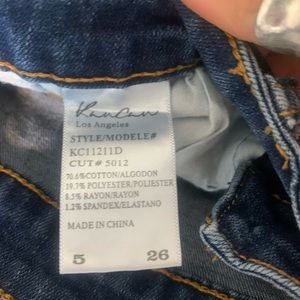 KanCan
Los Angeles
STYLE/MODELE#
KC11211D
CUT# 5012
70.6%COTTON/ALGODON
19.7% POLYESTER/POLIESTER
8.5% RAYON/RAYON
1.2% SPANDEX/ELASTANO
MADE IN CHINA
5 26